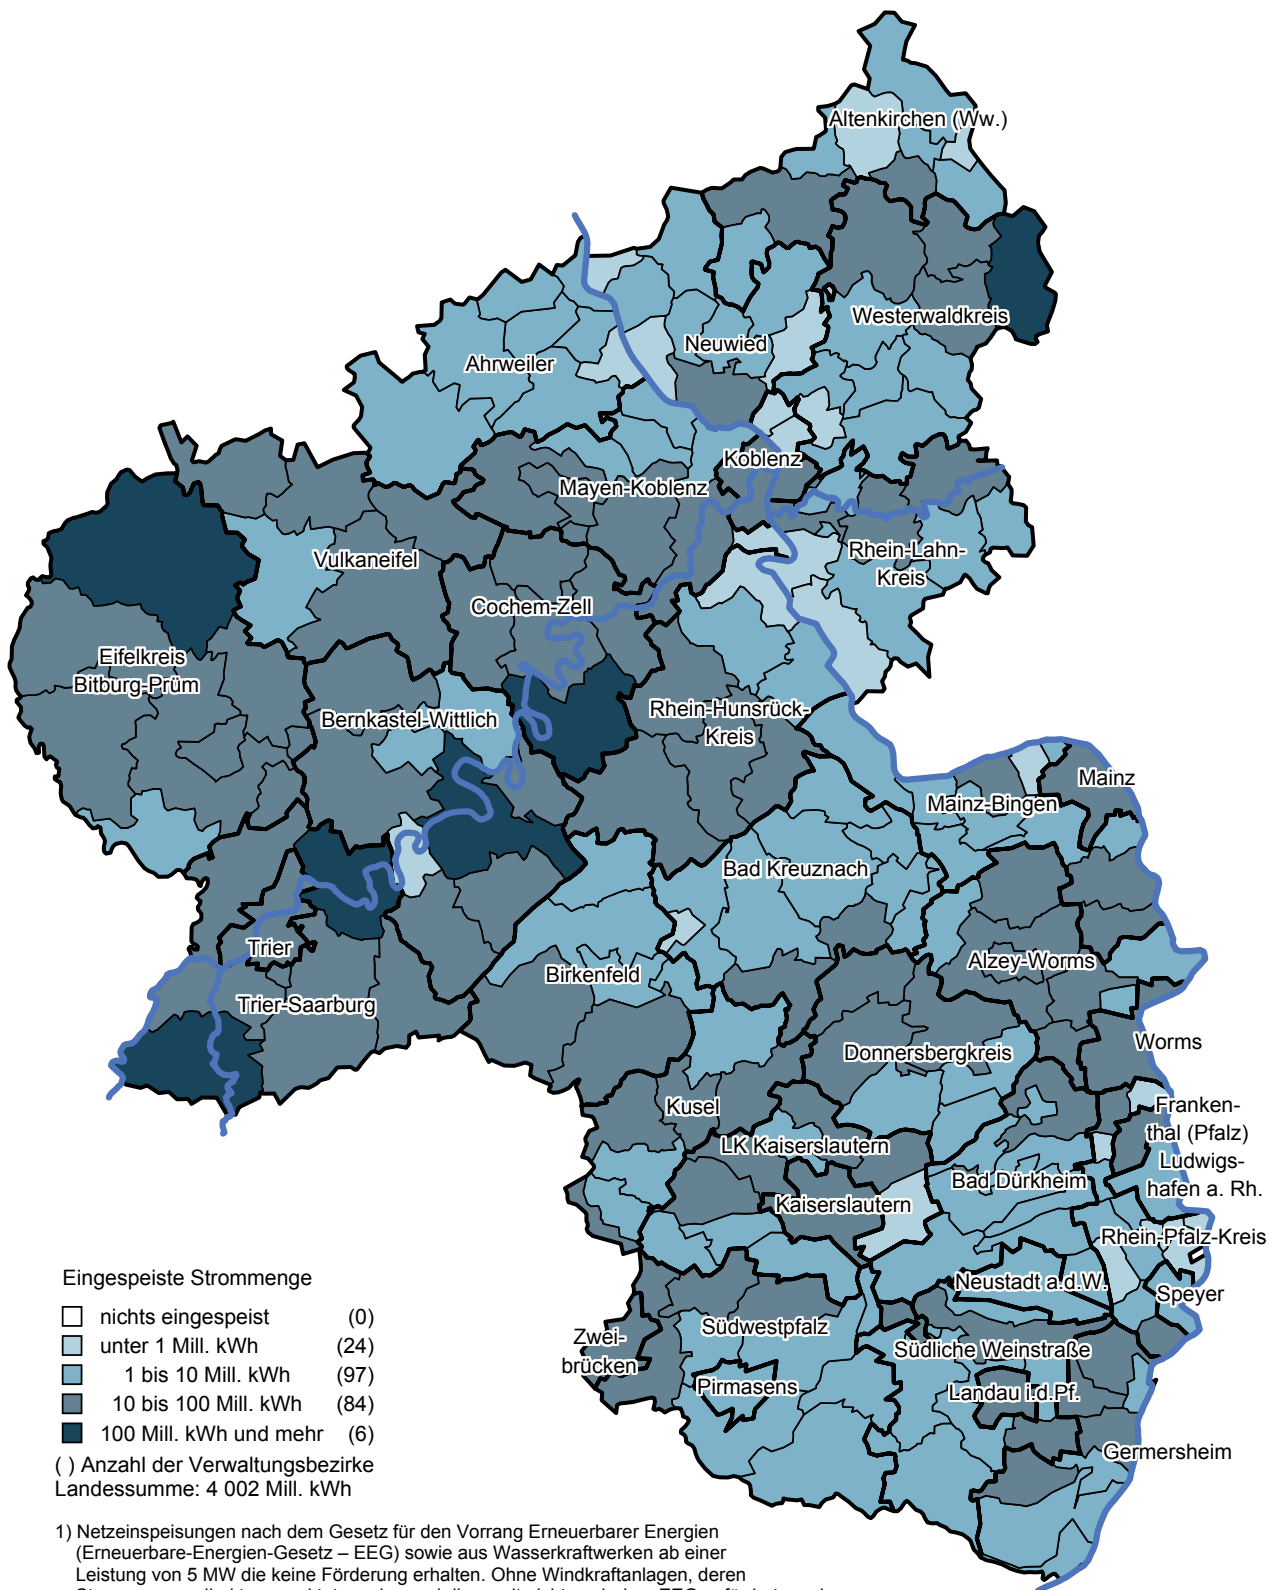 Altenkirchen (Ww.)
Westerwaldkreis
Neuwied
Ahrweiler
Koblenz
Mayen-Koblenz
Rhein-Lahn-
Kreis
Vulkaneifel
Cochem-Zell
Eifelkreis
Bitburg-Prüm
Rhein-Hunsrück-
Kreis
Bernkastel-Wittlich
Mainz
Mainz-Bingen
Bad Kreuznach
Trier
Alzey-Worms
Birkenfeld
Trier-Saarburg
Worms
Donnersbergkreis
Kusel
Franken-
thal (Pfalz)
LK Kaiserslautern
Ludwigs-
hafen a. Rh.
Bad Dürkheim
Kaiserslautern
Rhein-Pfalz-Kreis
Neustadt a.d.W.
Speyer
Südwestpfalz
Zwei-
brücken
Südliche Weinstraße
Pirmasens
Landau i.d.Pf.
Germersheim
Eingespeiste Strommenge
nichts eingespeist (0)
unter 1 Mill. kWh (24)
1 bis 10 Mill. kWh (97)
10 bis 100 Mill. kWh (84)
100 Mill. kWh und mehr (6)
( ) Anzahl der Verwaltungsbezirke
Landessumme: 4 002 Mill. kWh
1) Netzeinspeisungen nach dem Gesetz für den Vorrang Erneuerbarer Energien
(Erneuerbare-Energien-Gesetz – EEG) sowie aus Wasserkraftwerken ab einer
Leistung von 5 MW die keine Förderung erhalten. Ohne Windkraftanlagen, deren